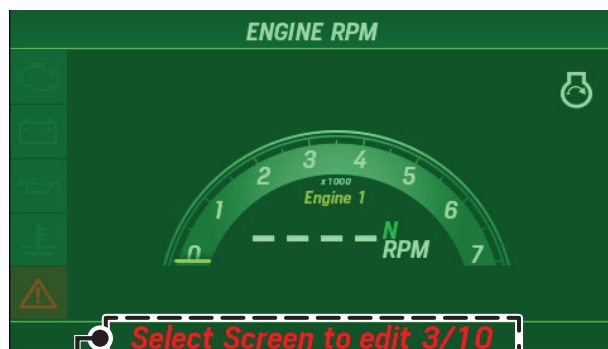 ENGINE RPM
3 4
2 5
x1000
Engine 1
1 6
N
— — — — RPM
0 7
Select Screen to edit 3/10